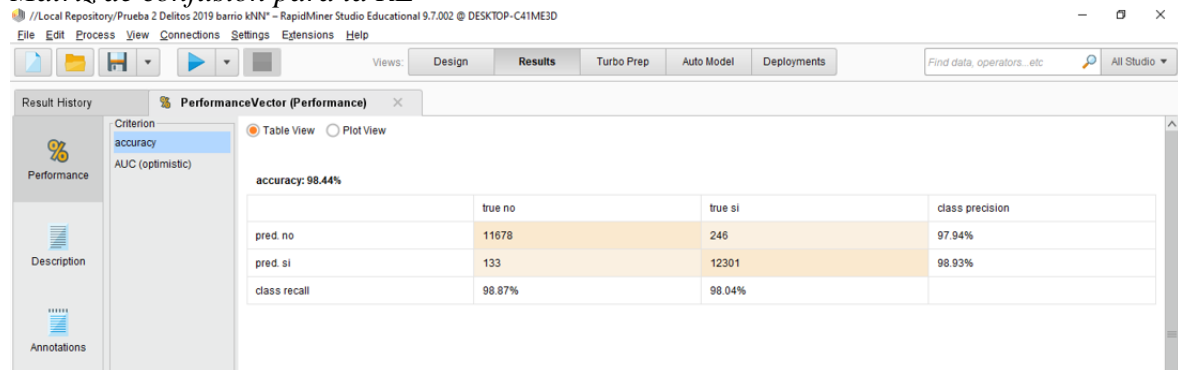 Matriz de confusión para la RL
//Local Repository/Prueba 2 Delitos 2019 barrio kNN* – RapidMiner Studio Educational 9.7.002 @ DESKTOP-C41ME3D
File Edit Process View Connections Settings Extensions Help
Views: Design Results Turbo Prep Auto Model Deployments Find data, operators...etc All Studio
Result History PerformanceVector (Performance)
Criterion
accuracy
AUC (optimistic)
Performance
Description
Annotations
Table View Plot View
accuracy: 98.44%
true no true si class precision
pred. no 11678 246 97.94%
pred. si 133 12301 98.93%
class recall 98.87% 98.04%